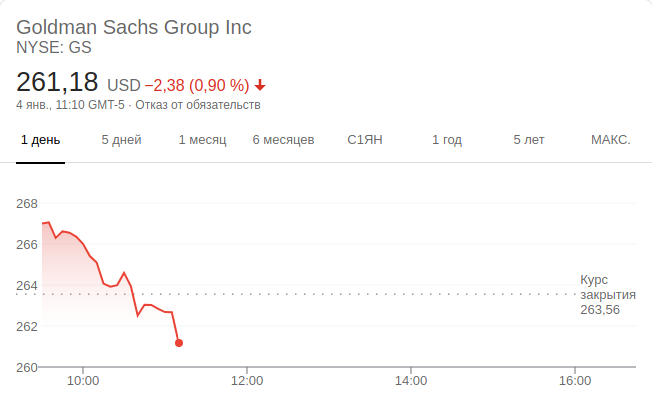 Goldman Sachs Group Inc
NYSE: GS
261,18 USD −2,38 (0,90 %)
4 янв., 11:10 GMT-5 · Отказ от обязательств
1 день 5 дней 1 месяц 6 месяцев С1ЯН 1 год 5 лет МАКС.
268
266
264
262
260
Курс
закрытия
263,56
10:00 12:00 14:00 16:00